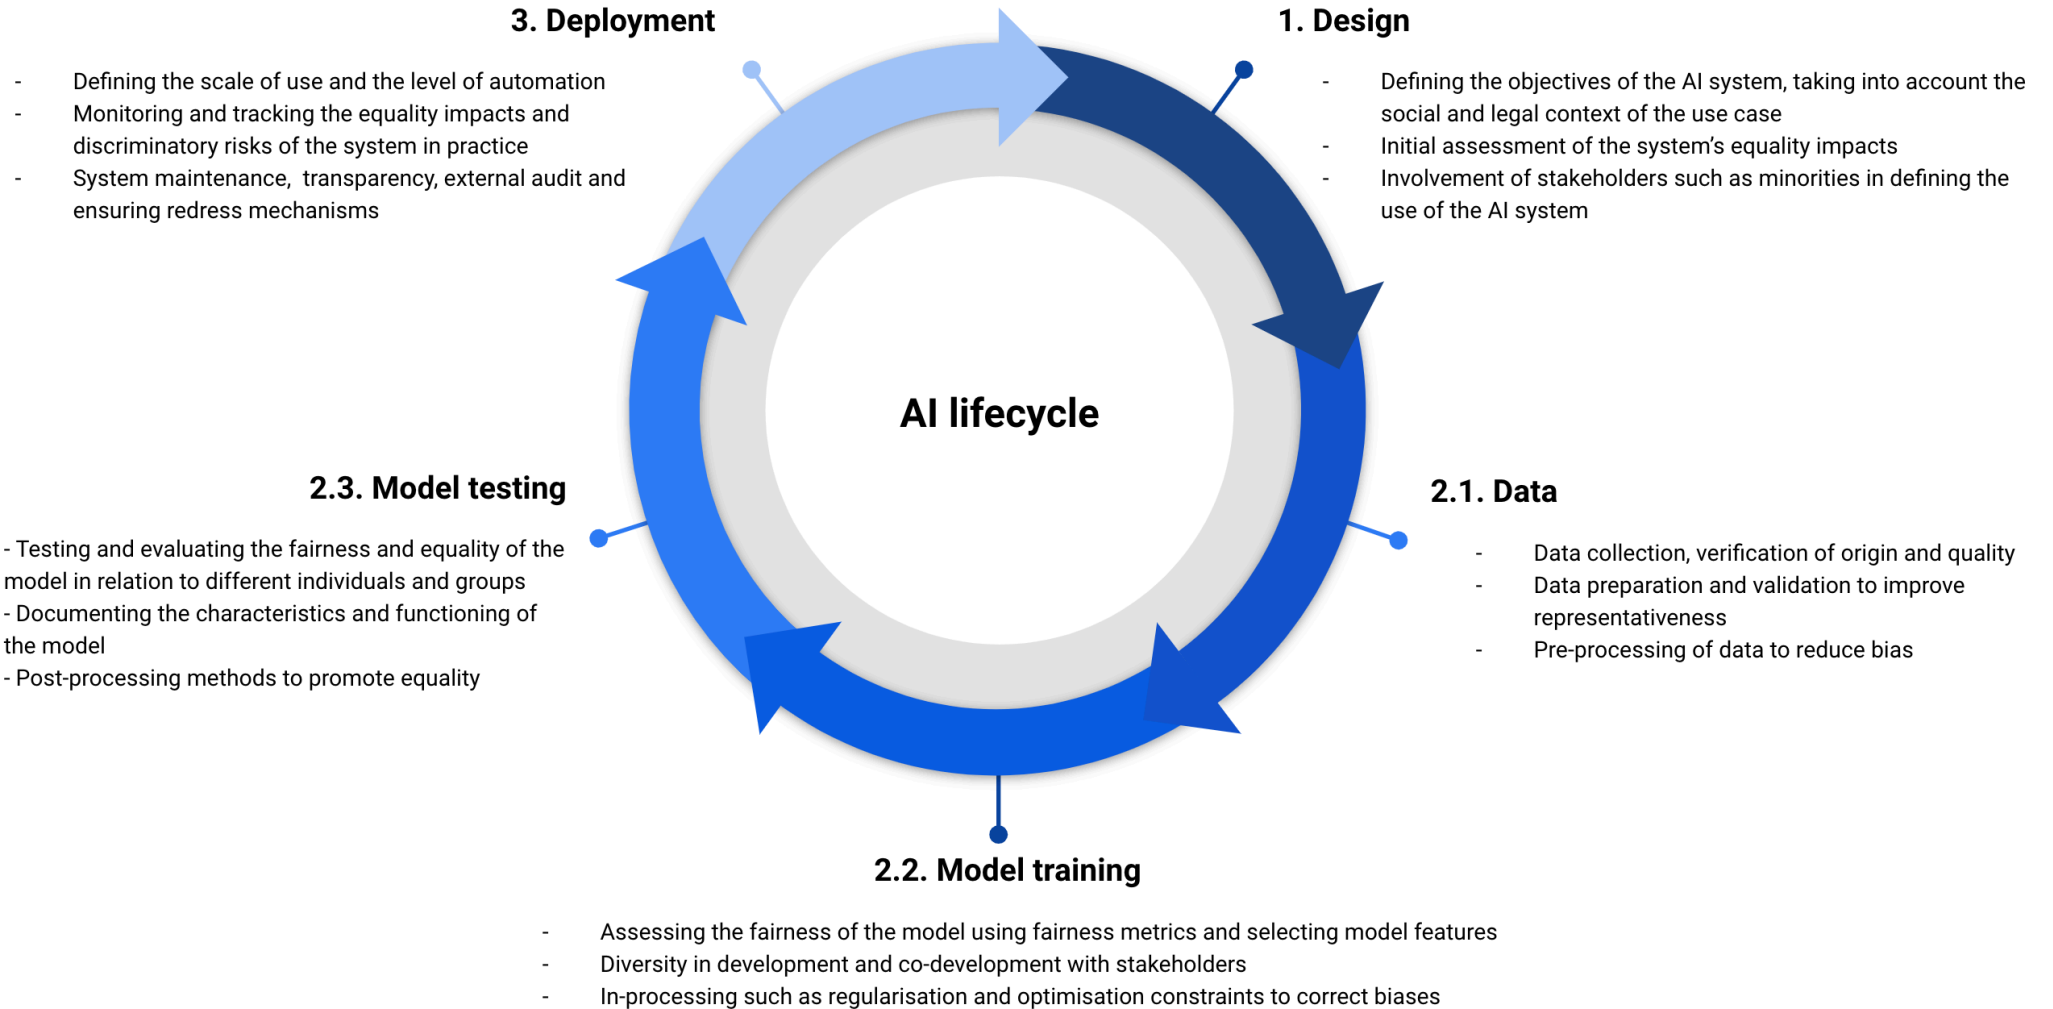 3. Deployment
- Defining the scale of use and the level of automation
- Monitoring and tracking the equality impacts and
discriminatory risks of the system in practice
- System maintenance,  transparency, external audit and
ensuring redress mechanisms
1. Design
- Defining the objectives of the AI system, taking into account the
social and legal context of the use case
- Initial assessment of the system’s equality impacts
- Involvement of stakeholders such as minorities in defining the
use of the AI system
AI lifecycle
2.3. Model testing
- Testing and evaluating the fairness and equality of the
model in relation to different individuals and groups
- Documenting the characteristics and functioning of
the model
- Post-processing methods to promote equality
2.1. Data
- Data collection, verification of origin and quality
- Data preparation and validation to improve
representativeness
- Pre-processing of data to reduce bias
2.2. Model training
- Assessing the fairness of the model using fairness metrics and selecting model features
- Diversity in development and co-development with stakeholders
- In-processing such as regularisation and optimisation constraints to correct biases